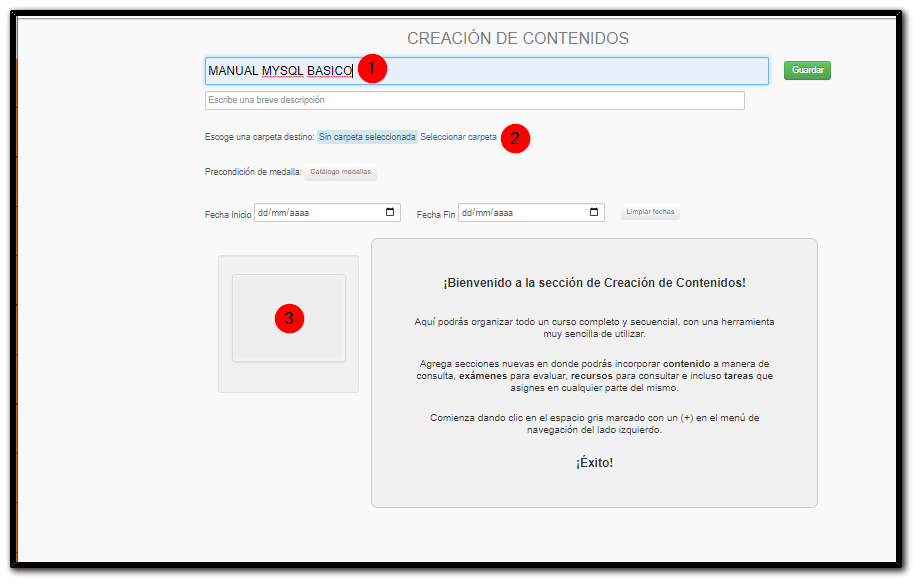 CREACIÓN DE CONTENIDOS
MANUAL MYSQL BASICO 1
Guardar
Escribe una breve descripción
Escoge una carpeta destino: Sin carpeta seleccionada Seleccionar carpeta 2
Precondición de medalla: Catálogo medallas
Fecha Inicio dd/mm/aaaa Fecha Fin dd/mm/aaaa Limpiar fechas
3
¡Bienvenido a la sección de Creación de Contenidos!
Aquí podrás organizar todo un curso completo y secuencial, con una herramienta
muy sencilla de utilizar.
Agrega secciones nuevas en donde podrás incorporar contenido a manera de
consulta, exámenes para evaluar, recursos para consultar e incluso tareas que
asignes en cualquier parte del mismo.
Comienza dando clic en el espacio gris marcado con un (+) en el menú de
navegación del lado izquierdo.
¡Éxito!